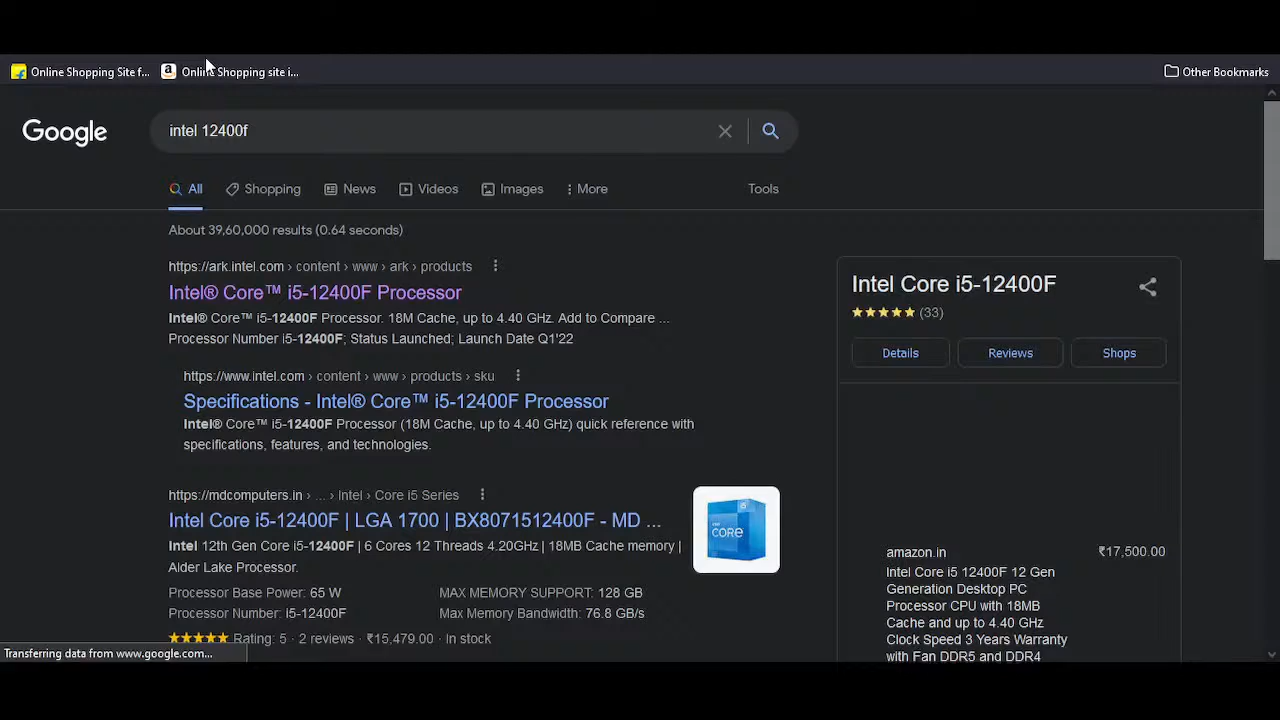 Online Shopping Site f...
Online Shopping site i...
Other Bookmarks
Google
intel 12400f
All
Shopping
News
Videos
Images
More
Tools
About 39,60,000 results (0.64 seconds)
https://ark.intel.com › content › www › ark › products
Intel® Core™ i5-12400F Processor
Intel® Core™ i5-12400F Processor. 18M Cache, up to 4.40 GHz. Add to Compare ...
Processor Number i5-12400F; Status Launched; Launch Date Q1'22
https://www.intel.com › content › www › products › sku
Specifications - Intel® Core™ i5-12400F Processor
Intel® Core™ i5-12400F Processor (18M Cache, up to 4.40 GHz) quick reference with
specifications, features, and technologies.
https://mdcomputers.in › ... › Intel › Core i5 Series
Intel Core i5-12400F | LGA 1700 | BX8071512400F - MD ...
Intel 12th Gen Core i5-12400F | 6 Cores 12 Threads 4.20GHz | 18MB Cache memory |
Alder Lake Processor.
Processor Base Power: 65 W
MAX MEMORY SUPPORT: 128 GB
Processor Number: i5-12400F
Max Memory Bandwidth: 76.8 GB/s
Rating: 5 · 2 reviews · ₹15,479.00 · In stock
CORE
i5
Transferring data from www.google.com...
Intel Core i5-12400F
(33)
Details
Reviews
Shops
amazon.in
₹17,500.00
Intel Core i5 12400F 12 Gen
Generation Desktop PC
Processor CPU with 18MB
Cache and up to 4.40 GHz
Clock Speed 3 Years Warranty
with Fan DDR5 and DDR4